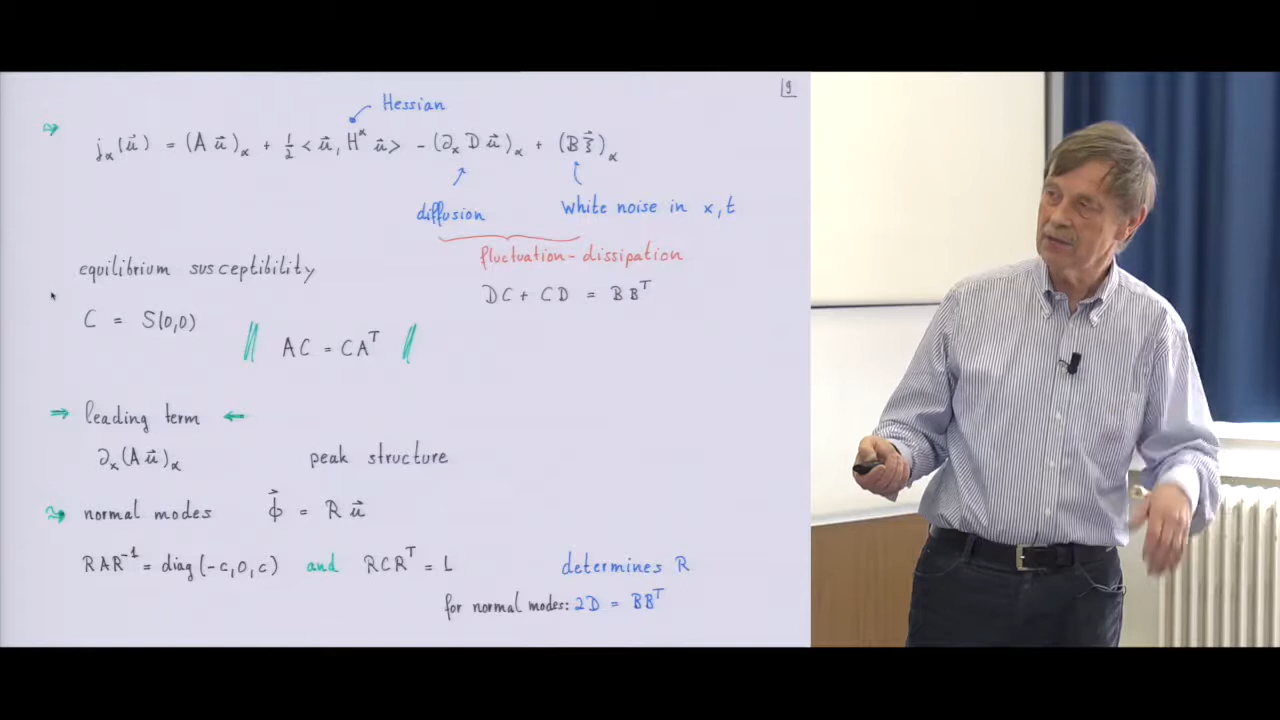 9
Hessian
j_α(u⃗) = (A u⃗)_α + ½ <u⃗, H^α u⃗> - (∂_x D u⃗)_α + (B ξ⃗)_α
diffusion
white noise in x,t
fluctuation-dissipation
equilibrium susceptibility
DC + CD = BB^T
C = S(0,0)
AC = CA^T
⇒ leading term ←
∂_x(A u⃗)_α peak structure
normal modes ϕ⃗ = R u⃗
RAR⁻¹ = diag(-c,0,c) and RCR^T = L determines R
for normal modes: 2D = BB^T